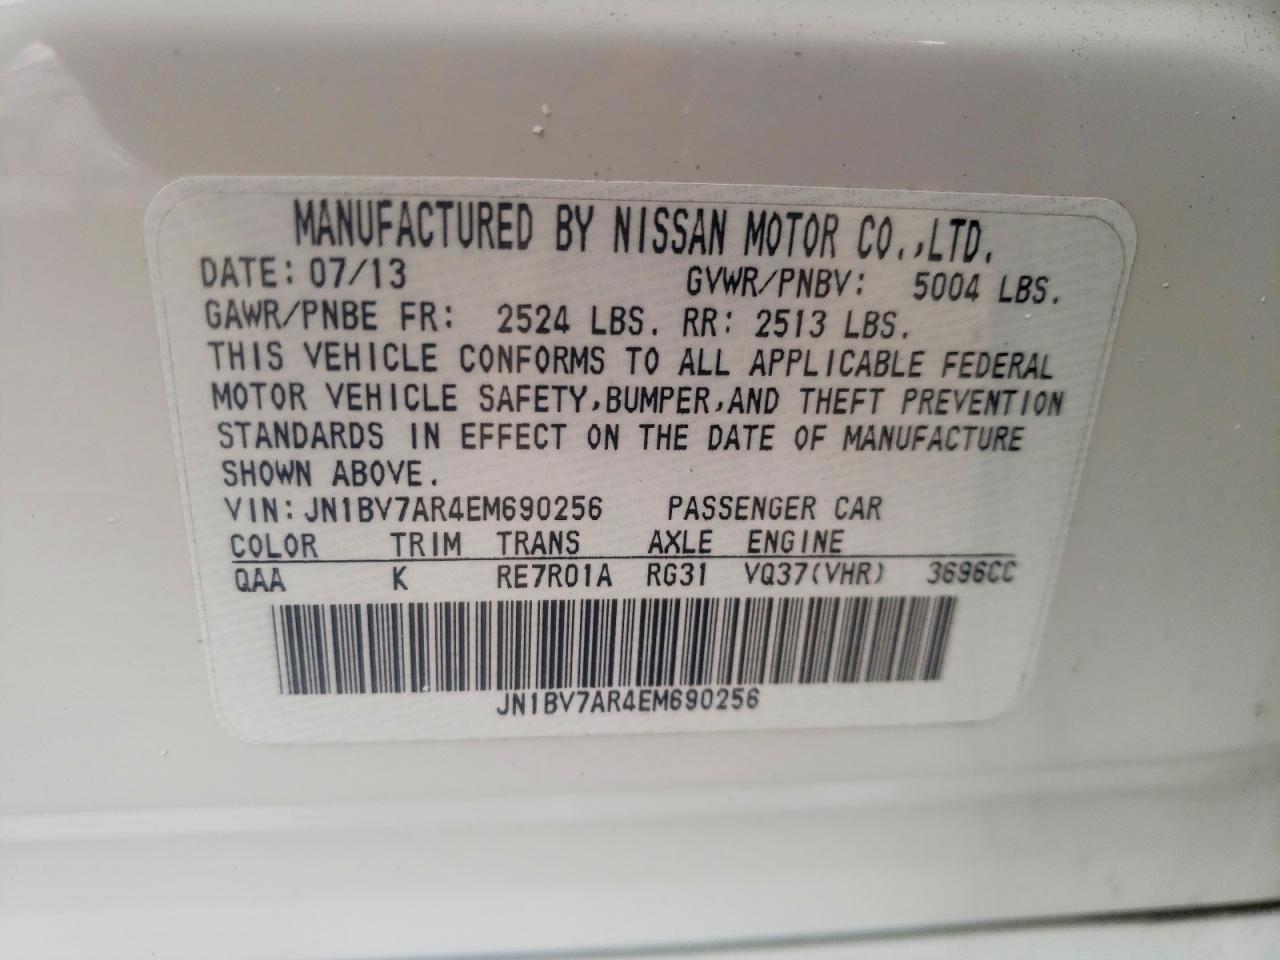 MANUFACTURED BY NISSAN MOTOR CO.,LTD.
DATE: 07/13 GVWR/PNBV: 5004 LBS.
GAWR/PNBE FR: 2524 LBS. RR: 2513 LBS.
THIS VEHICLE CONFORMS TO ALL APPLICABLE FEDERAL
MOTOR VEHICLE SAFETY,BUMPER,AND THEFT PREVENTION
STANDARDS IN EFFECT ON THE DATE OF MANUFACTURE
SHOWN ABOVE.
VIN: JN1BV7AR4EM690256 PASSENGER CAR
COLOR TRIM TRANS AXLE ENGINE
QAA K RE7R01A RG31 VQ37(VHR) 3696CC
JN1BV7AR4EM690256